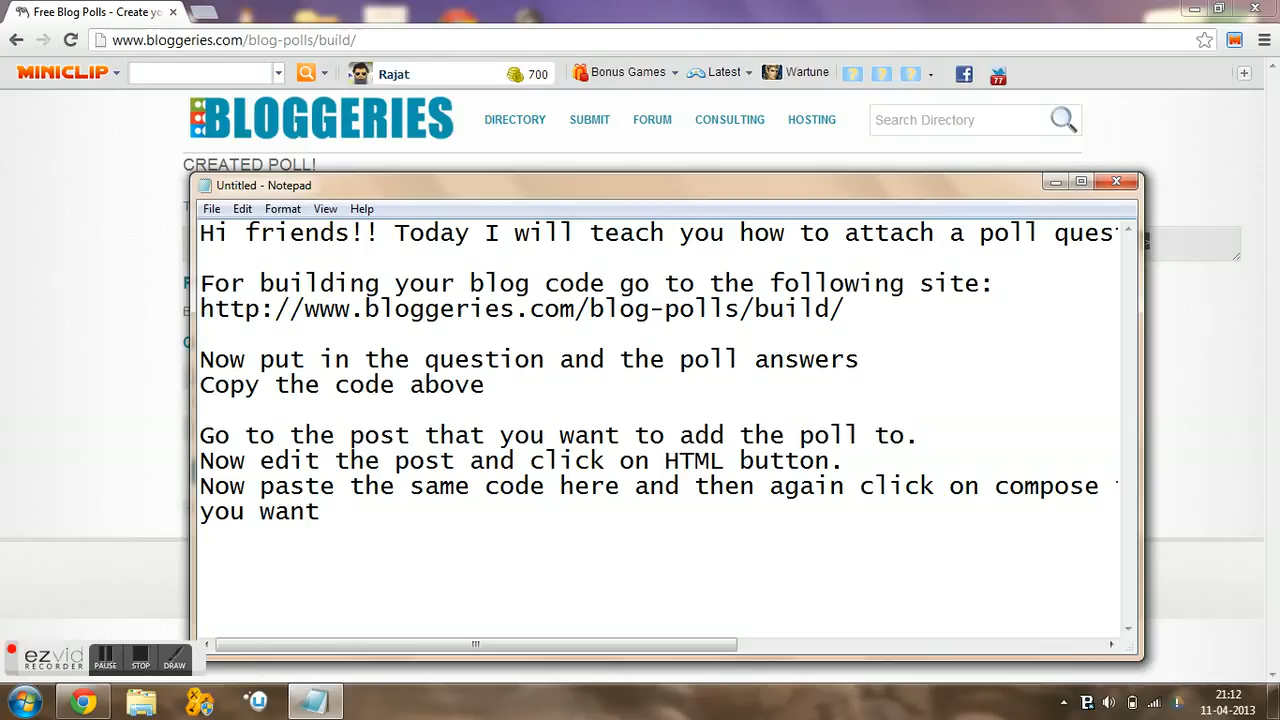 Free Blog Polls - Create yo
www.bloggeries.com/blog-polls/build/
MINICLIP
Rajat
700
Bonus Games
Latest
Wartune
77
BLOGGERIES
DIRECTORY
SUBMIT
FORUM
CONSULTING
HOSTING
Search Directory
CREATED POLL!
Untitled - Notepad
File
Edit
Format
View
Help
Hi friends!! Today I will teach you how to attach a poll ques
For building your blog code go to the following site:
http://www.bloggeries.com/blog-polls/build/
Now put in the question and the poll answers
Copy the code above
Go to the post that you want to add the poll to.
Now edit the post and click on HTML button.
Now paste the same code here and then again click on compose
you want
ezvid
RECORDER
PAUSE
STOP
DRAW
21:12
11-04-2013